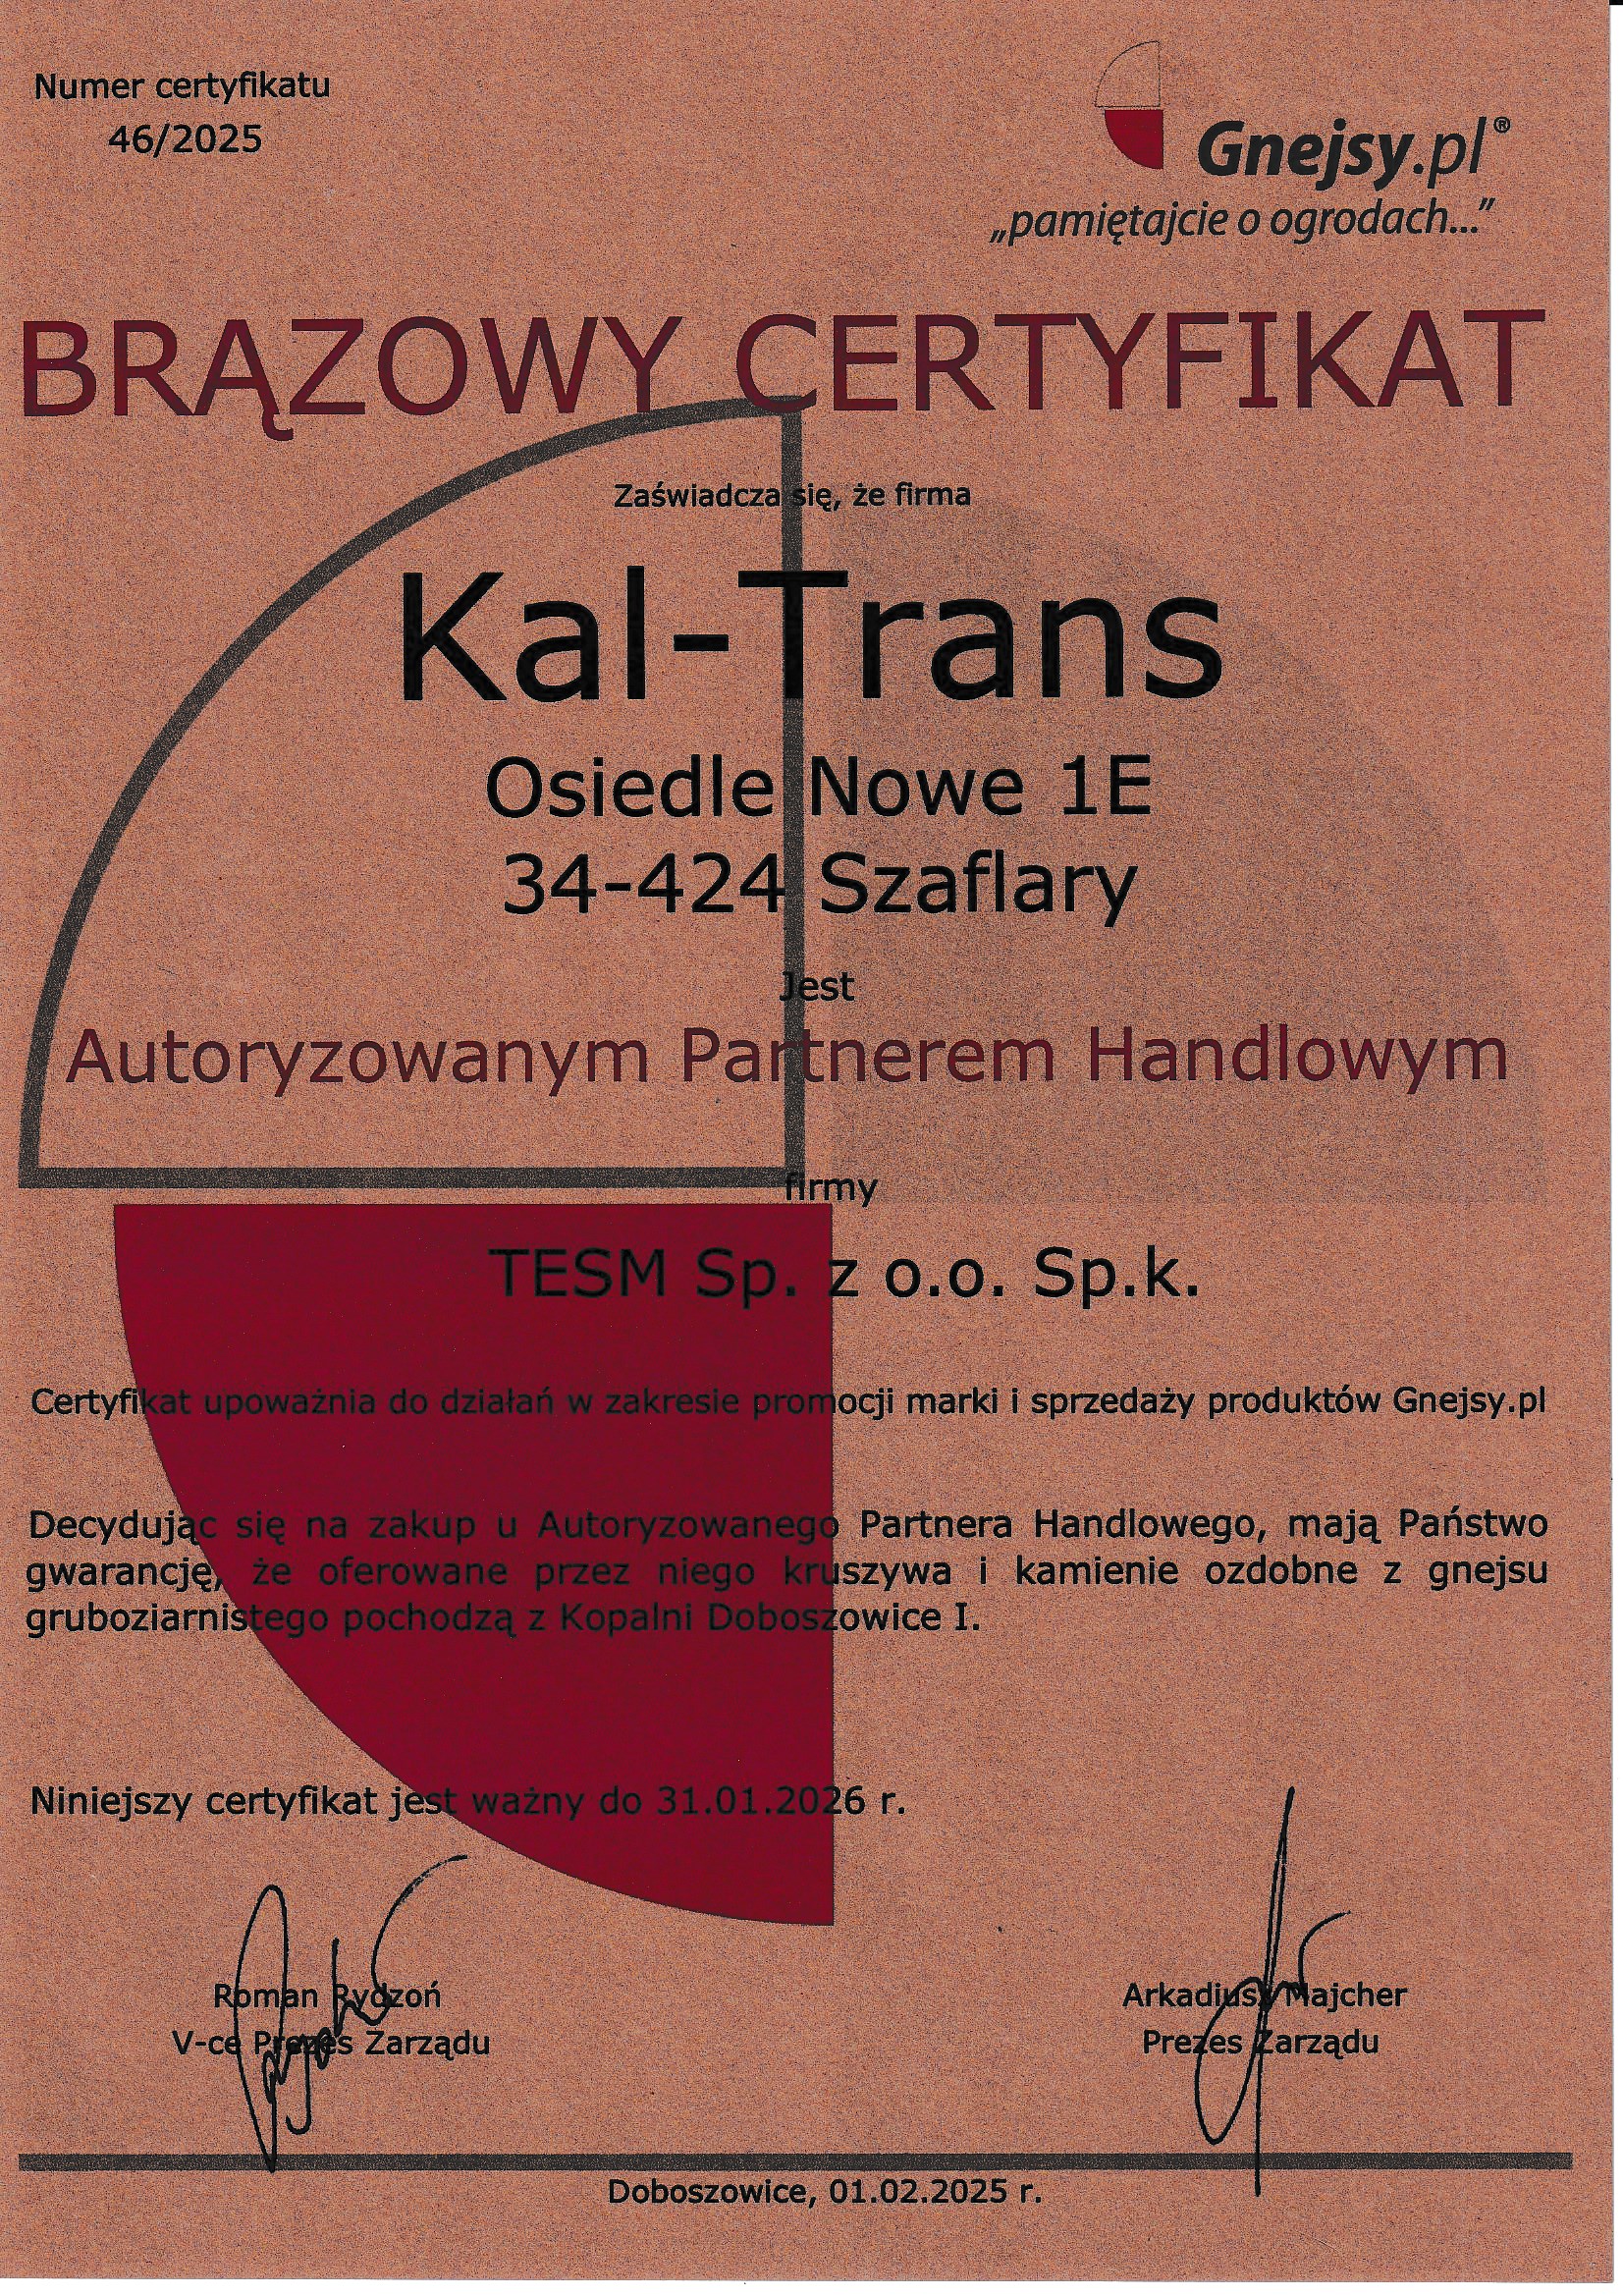 Numer certyfikatu
46/2025
Gnejsy.pl®
„pamiętajcie o ogrodach...”
BRĄZOWY CERTYFIKAT
Zaświadcza się, że firma
Kal-Trans
Osiedle Nowe 1E
34-424 Szaflary
Jest
Autoryzowanym Partnerem Handlowym
firmy
TESM Sp. z o.o. Sp.k.
Certyfikat upoważnia do działań w zakresie promocji marki i sprzedaży produktów Gnejsy.pl
Decydując się na zakup u Autoryzowanego Partnera Handlowego, mają Państwo
gwarancję, że oferowane przez niego kruszywa i kamienie ozdobne z gnejsu
gruboziarnistego pochodzą z Kopalni Doboszowice I.
Niniejszy certyfikat jest ważny do 31.01.2026 r.
Roman Rydzoń
V-ce Prezes Zarządu
Arkadiusz Majcher
Prezes Zarządu
Doboszowice, 01.02.2025 r.